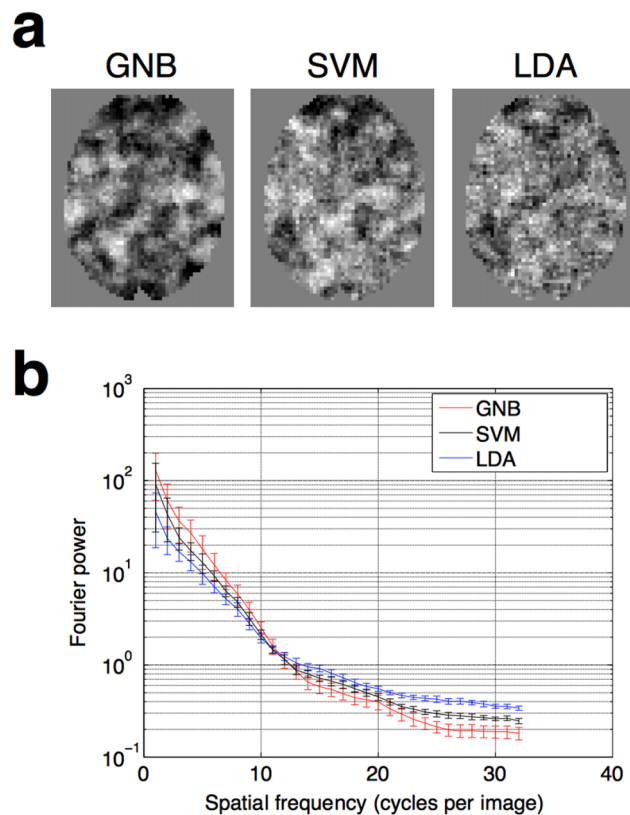 a
GNB SVM LDA
b
10³
10²
10¹
10⁰
10⁻¹
Fourier power
GNB
SVM
LDA
0 10 20 30 40
Spatial frequency (cycles per image)